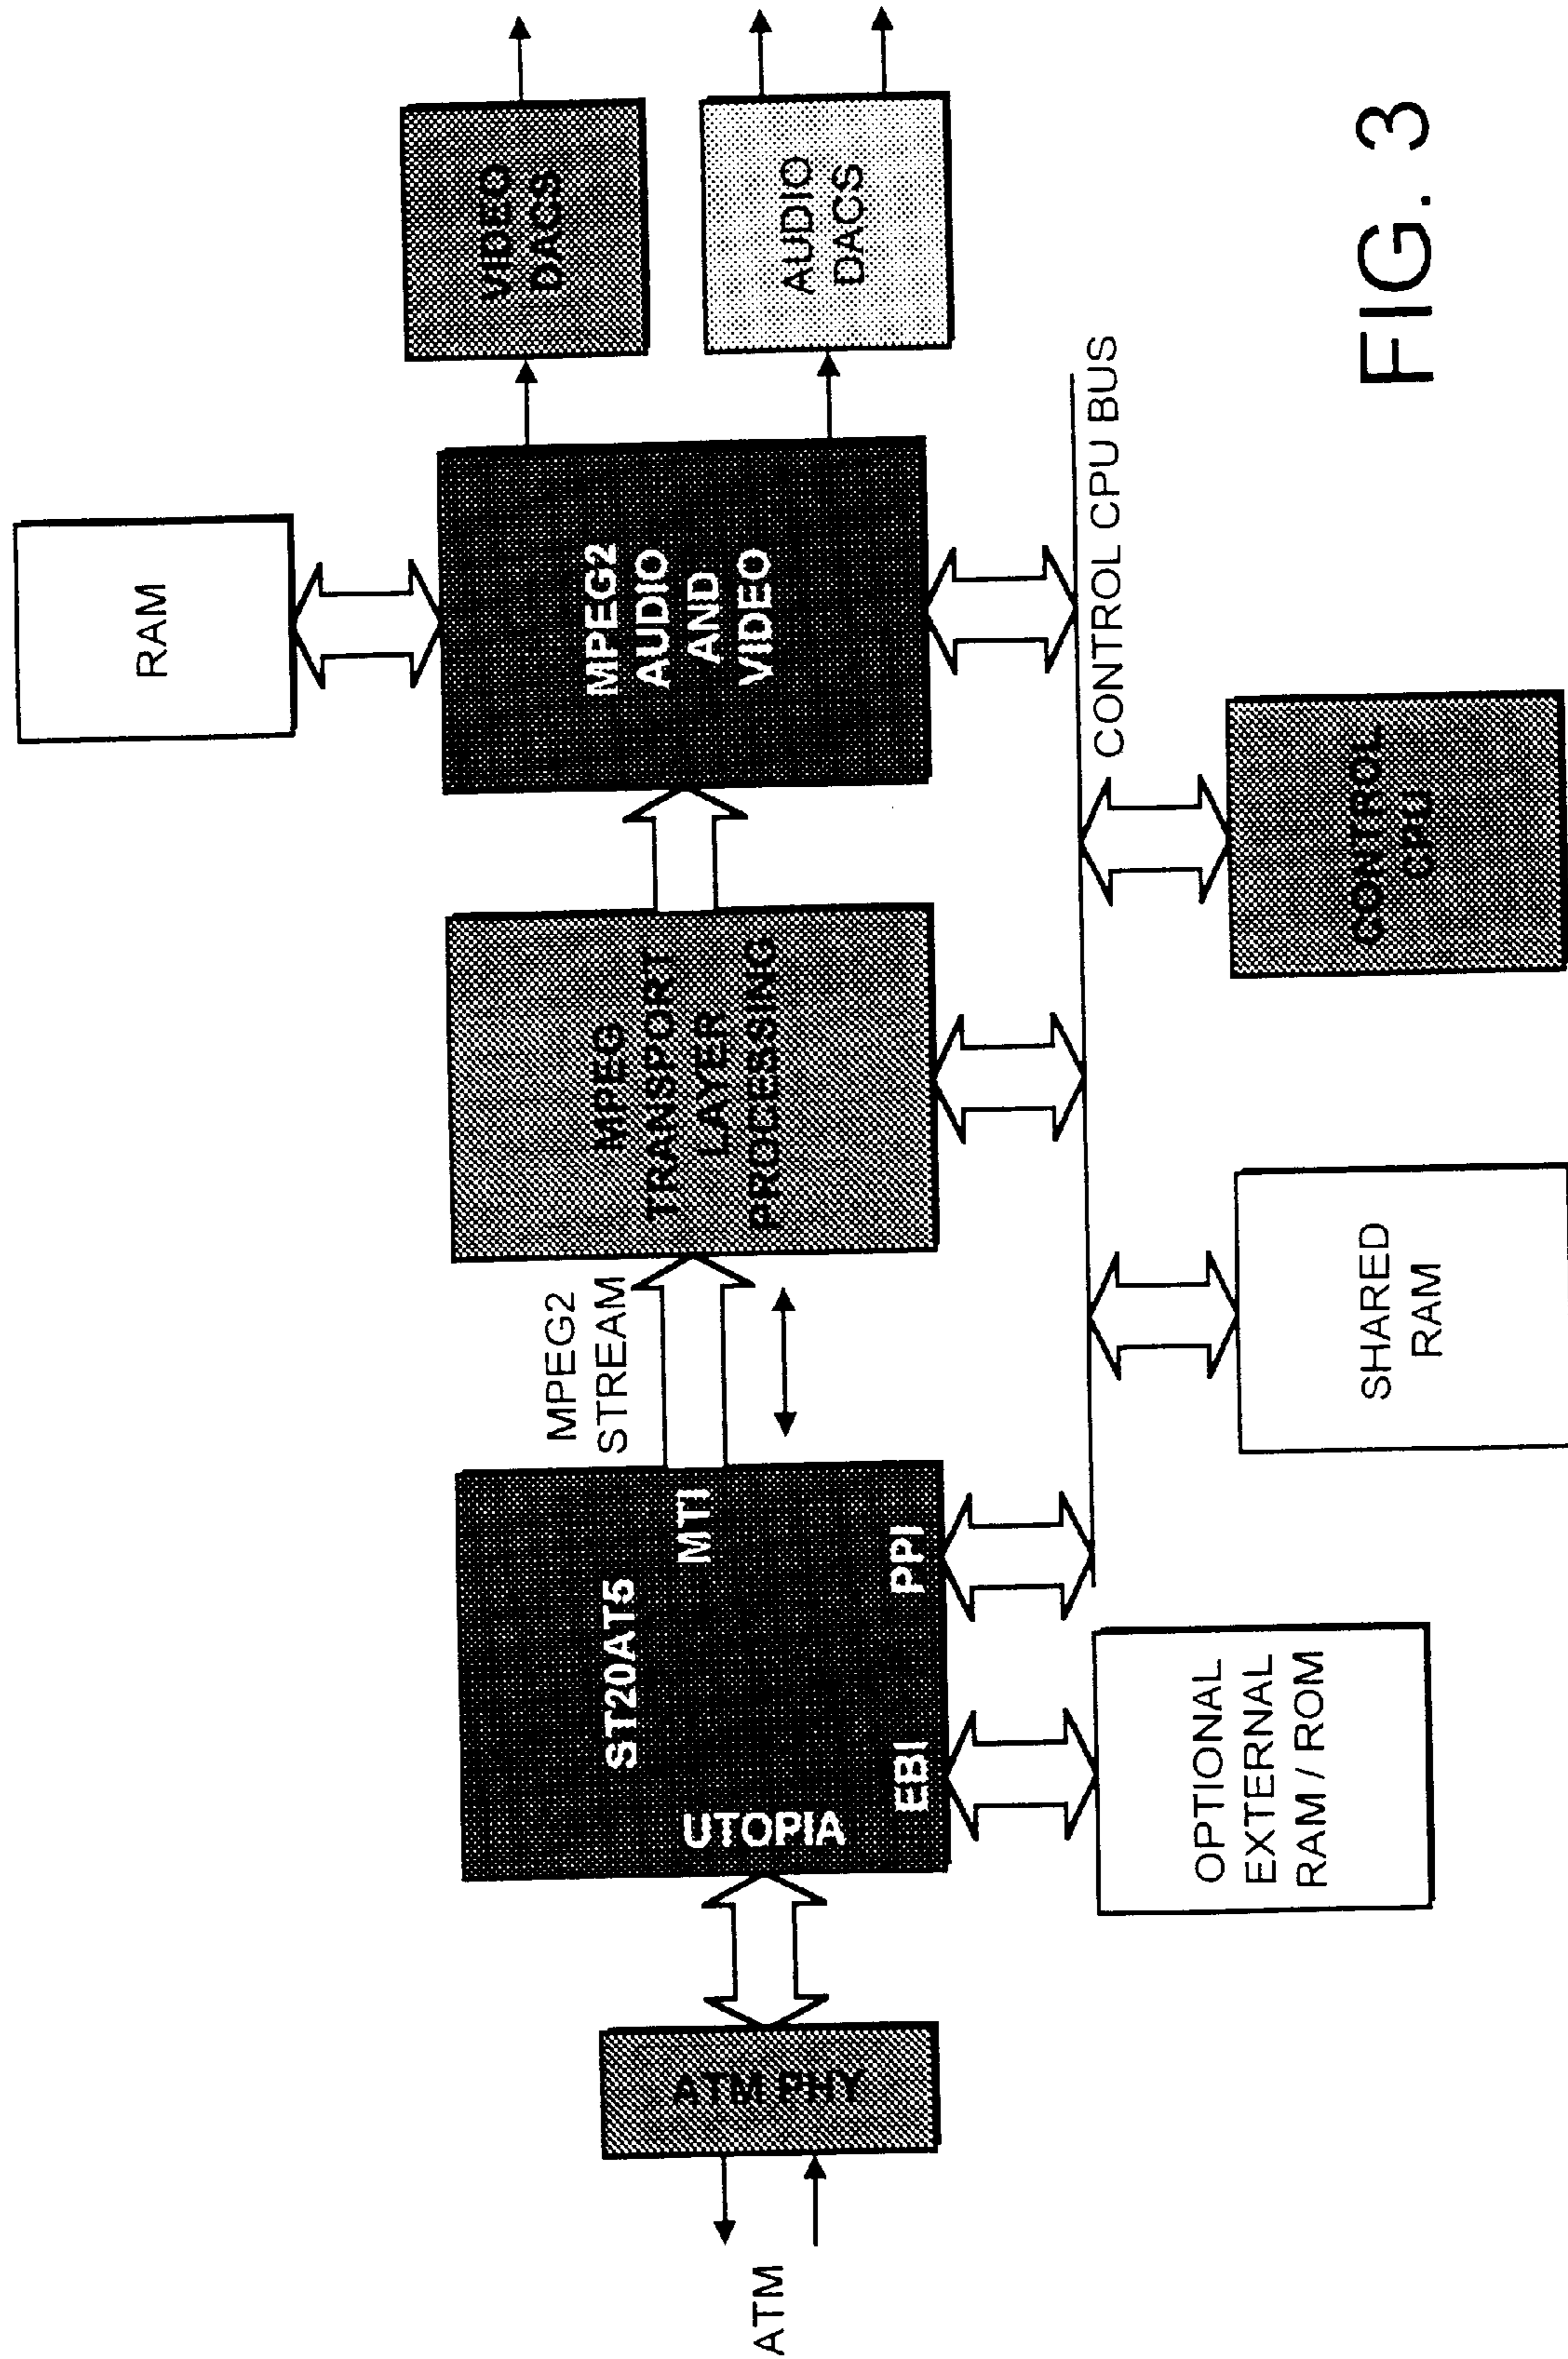 RAM
VIDEO
DACS
AUDIO
DACS
MPEG2
AUDIO
AND
VIDEO
MPEG
TRANSPORT
LAYER
PROCESSING
MPEG2
STREAM
ST20AT5
MTI
UTOPIA
EBI
PPI
ATM PHY
ATM
CONTROL CPU BUS
OPTIONAL
EXTERNAL
RAM / ROM
SHARED
RAM
CONTROL
CPU
FIG. 3